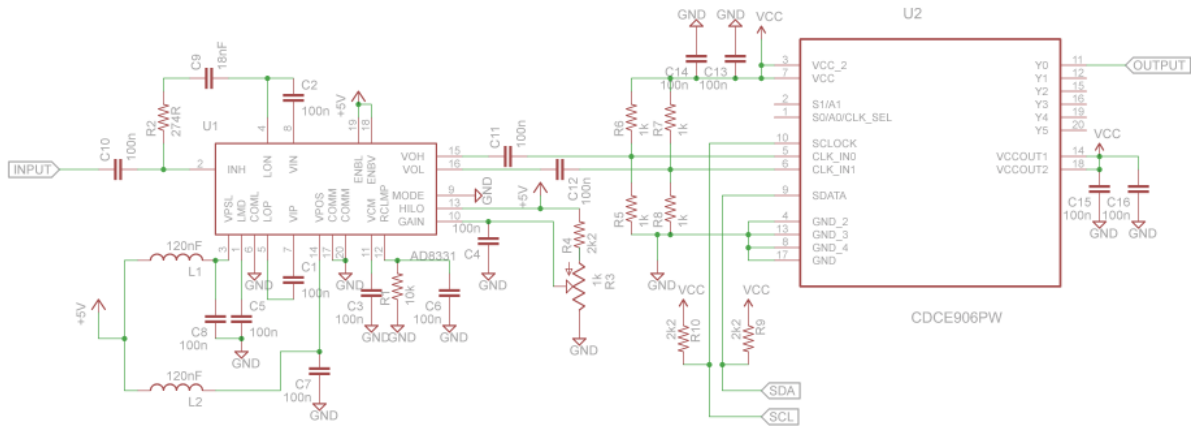 GND
GND
VCC
U2
C9
18nF
C14
100n
C13
100n
3
VCC_2
7
VCC
Y0
11
OUTPUT
Y1
12
Y2
15
Y3
16
Y4
19
Y5
20
2
S1/A1
1
S0/A0/CLK_SEL
R2
274R
C2
100n
+5V
R6
1k
R7
1k
U1
4
8
19
18
C11
100n
10
SCLOCK
5
CLK_IN0
6
CLK_IN1
VCC
VCCOUT1
14
VCCOUT2
18
INPUT
C10
100n
2
INH
LON
VIN
ENBL
ENBV
VOH
15
VOL
16
C12
100n
9
SDATA
C15
100n
C16
100n
GND
GND
MODE
9
GND
HILO
13
GAIN
10
+5V
VPSL
LMD
COML
LOP
VIP
VPOS
COMM
COMM
VCM
RCLMP
R5
1k
R8
1k
4
GND_2
13
GND_3
8
GND_4
17
GND
120nF
L1
3
1
6
5
7
14
17
20
11
12
AD8331
100n
C4
R4
2k2
1k
R3
GND
GND
C1
100n
GND
GND
+5V
C8
100n
C5
100n
GND
C3
100n
R1
10k
C6
100n
GND
GND
GND
GND
VCC
VCC
2k2
R10
2k2
R9
CDCE906PW
120nF
L2
C7
100n
GND
SDA
SCL